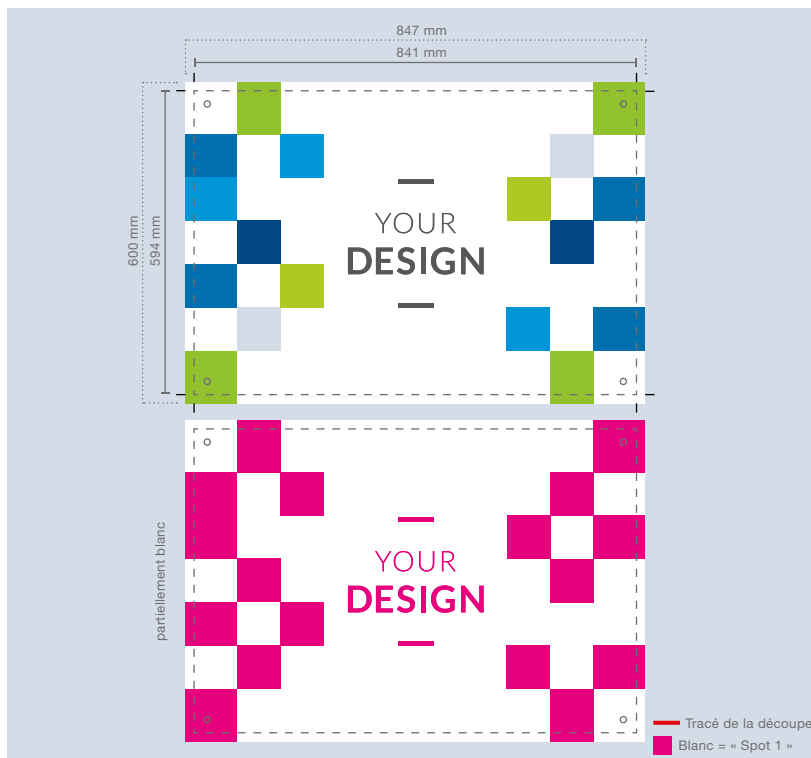 847 mm
841 mm
600 mm
594 mm
YOUR
DESIGN
partiellement blanc
YOUR
DESIGN
Tracé de la découpe
Blanc = « Spot 1 »